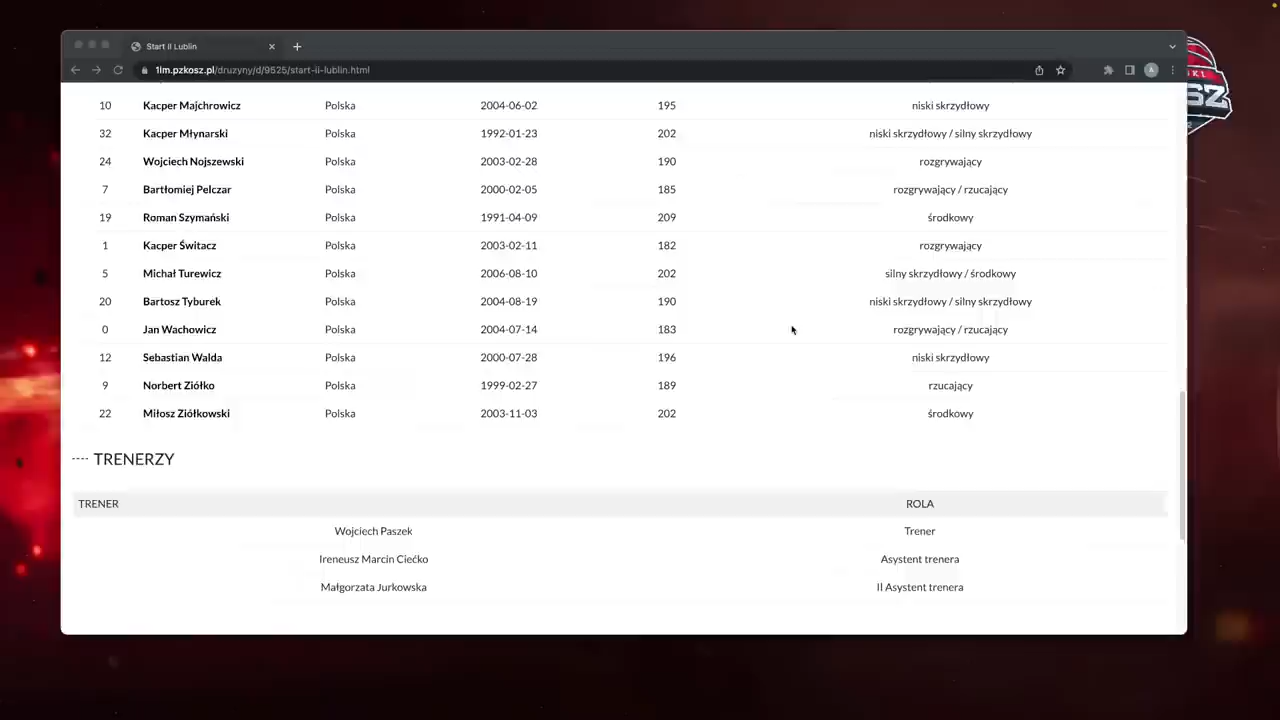 Start II Lublin
1lm.pzkosz.pl/druzyny/d/9525/start-ii-lublin.html
A
10 Kacper Majchrowicz Polska 2004-06-02 195 niski skrzydłowy
32 Kacper Młynarski Polska 1992-01-23 202 niski skrzydłowy / silny skrzydłowy
24 Wojciech Nojszewski Polska 2003-02-28 190 rozgrywający
7 Bartłomiej Pelczar Polska 2000-02-05 185 rozgrywający / rzucający
19 Roman Szymański Polska 1991-04-09 209 środkowy
1 Kacper Świtacz Polska 2003-02-11 182 rozgrywający
5 Michał Turewicz Polska 2006-08-10 202 silny skrzydłowy / środkowy
20 Bartosz Tyburek Polska 2004-08-19 190 niski skrzydłowy / silny skrzydłowy
0 Jan Wachowicz Polska 2004-07-14 183 rozgrywający / rzucający
12 Sebastian Walda Polska 2000-07-28 196 niski skrzydłowy
9 Norbert Ziółko Polska 1999-02-27 189 rzucający
22 Miłosz Ziółkowski Polska 2003-11-03 202 środkowy
---- TRENERZY
TRENER ROLA
Wojciech Paszek Trener
Ireneusz Marcin Ciećko Asystent trenera
Małgorzata Jurkowska II Asystent trenera